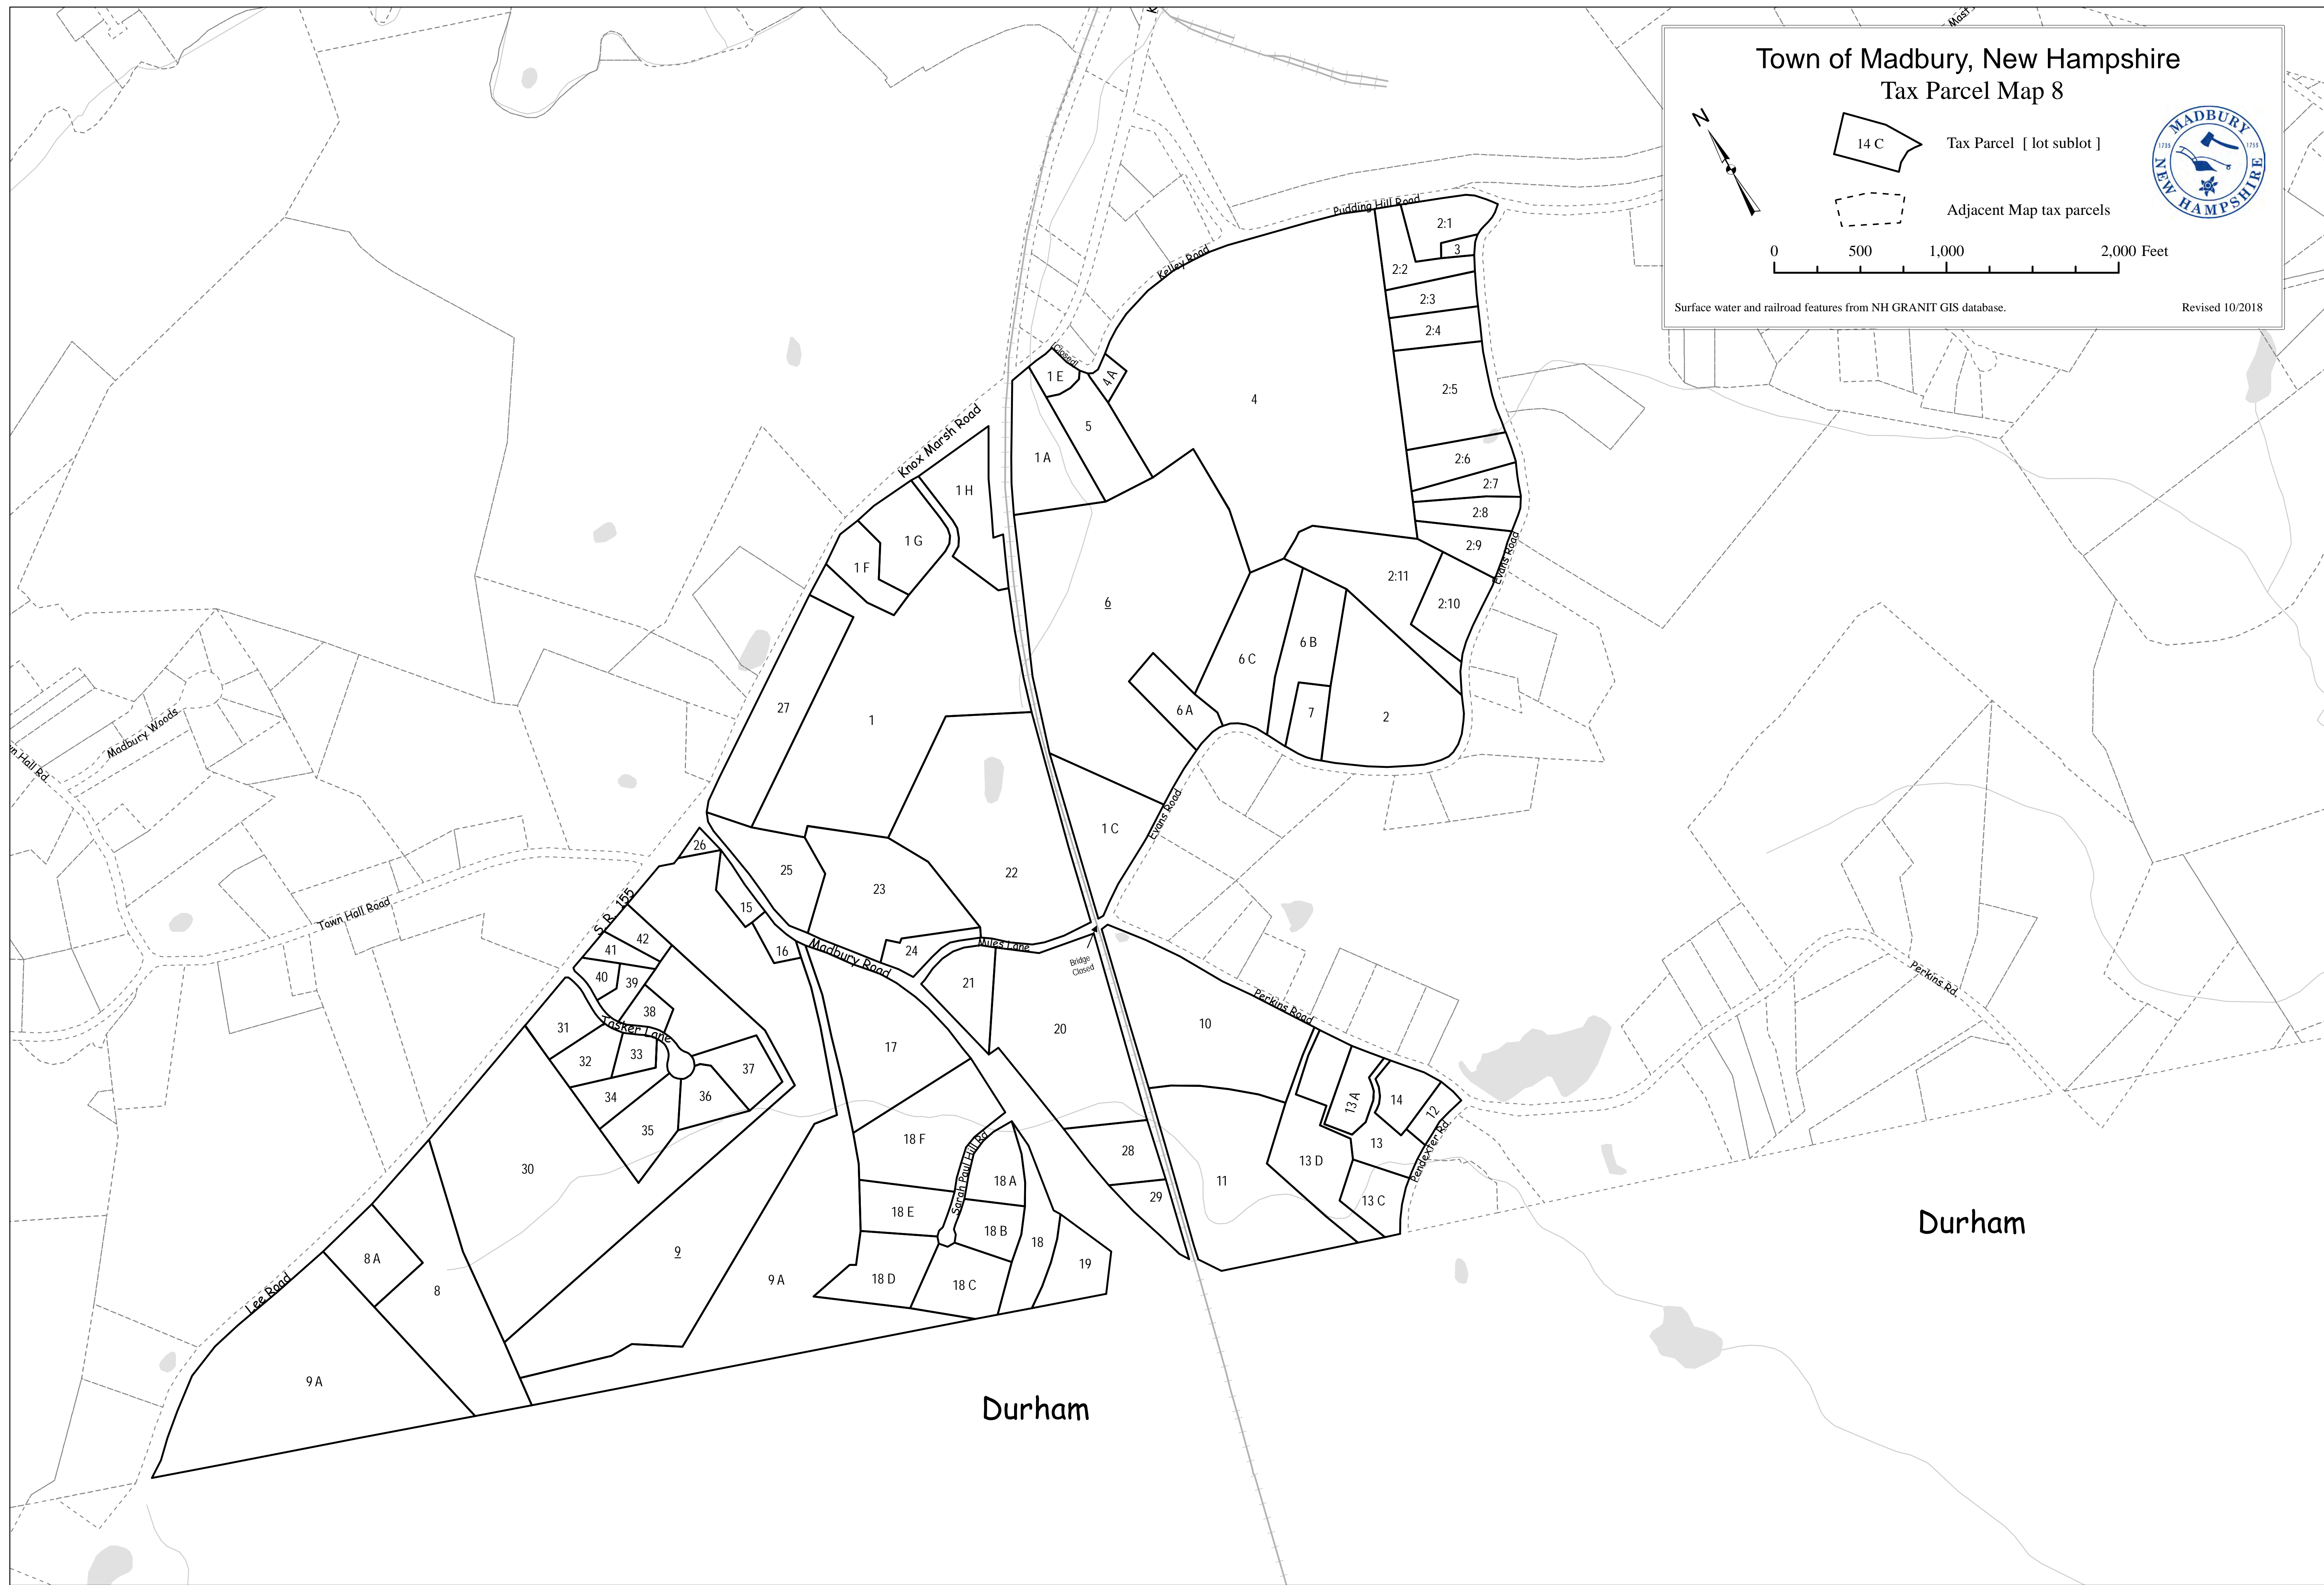 Town of Madbury, New Hampshire
Tax Parcel Map 8
N
14 C
Tax Parcel [ lot sublot ]
Adjacent Map tax parcels
MADBURY
1755
1755
NEW HAMPSHIRE
0 500 1,000 2,000 Feet
Surface water and railroad features from NH GRANIT GIS database.
Revised 10/2018
Pudding Hill Road
Kelley Road
2:1
3
2:2
2:3
2:4
2:5
2:6
2:7
2:8
2:9
2:10
2:11
Evans Road
(Closed)
1 E
4 A
4
5
1 A
Knox Marsh Road
1 H
1 G
1 F
6
6 C
6 B
6 A
7
2
27
1
Madbury Woods
1 C
Evans Road
26
25
23
22
15
16
Madbury Road
24
Miles Lane
Bridge
Closed
21
20
Town Hall Road
S. R. 155
42
41
40
39
38
Tasker Lane
31
32
33
34
35
36
37
17
10
Perkins Road
Perkins Rd.
13 A
14
12
13
13 D
13 C
Pendexter Rd.
11
28
29
30
18 F
Sarah Paul Hill Rd
18 A
18 E
18 B
18
18 D
18 C
19
9
9 A
8 A
8
Lee Road
9 A
Durham
Durham